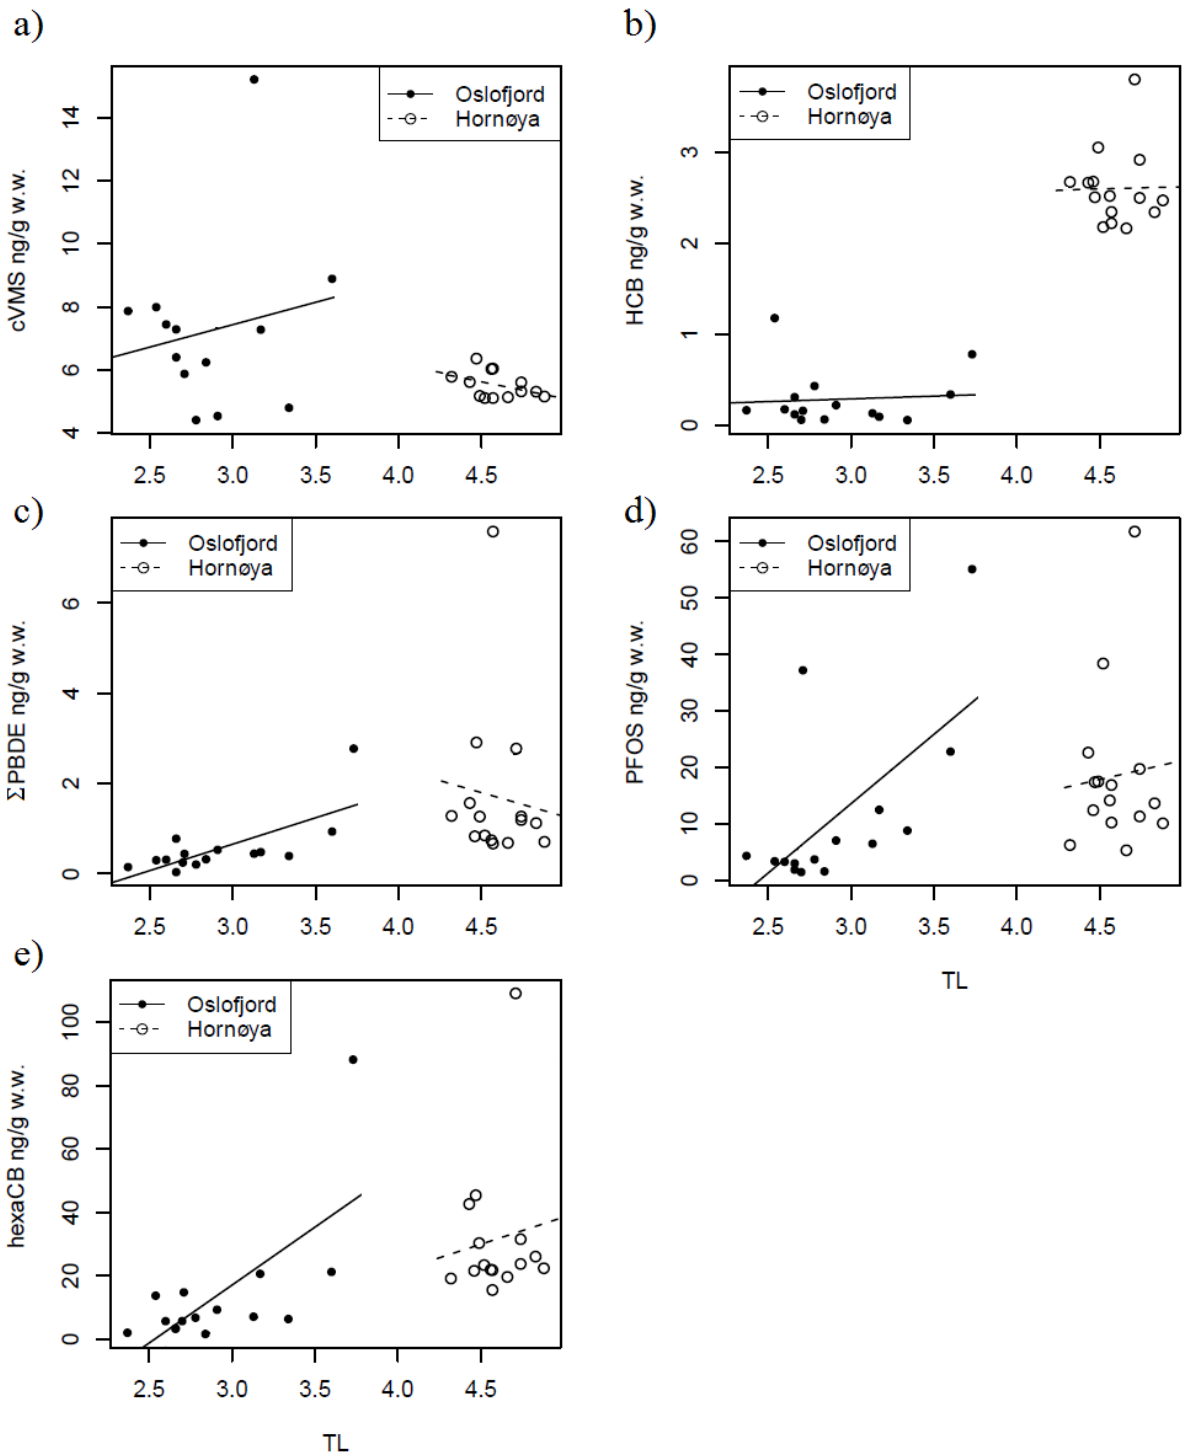 a)
cVMS ng/g w.w.
14
12
10
8
6
4
Oslofjord
Hornøya
2.5 3.0 3.5 4.0 4.5
b)
HCB ng/g w.w.
3
2
1
0
Oslofjord
Hornøya
2.5 3.0 3.5 4.0 4.5
c)
ΣPBDE ng/g w.w.
6
4
2
0
Oslofjord
Hornøya
2.5 3.0 3.5 4.0 4.5
d)
PFOS ng/g w.w.
60
50
40
30
20
10
0
Oslofjord
Hornøya
2.5 3.0 3.5 4.0 4.5
TL
e)
hexaCB ng/g w.w.
100
80
60
40
20
0
Oslofjord
Hornøya
2.5 3.0 3.5 4.0 4.5
TL